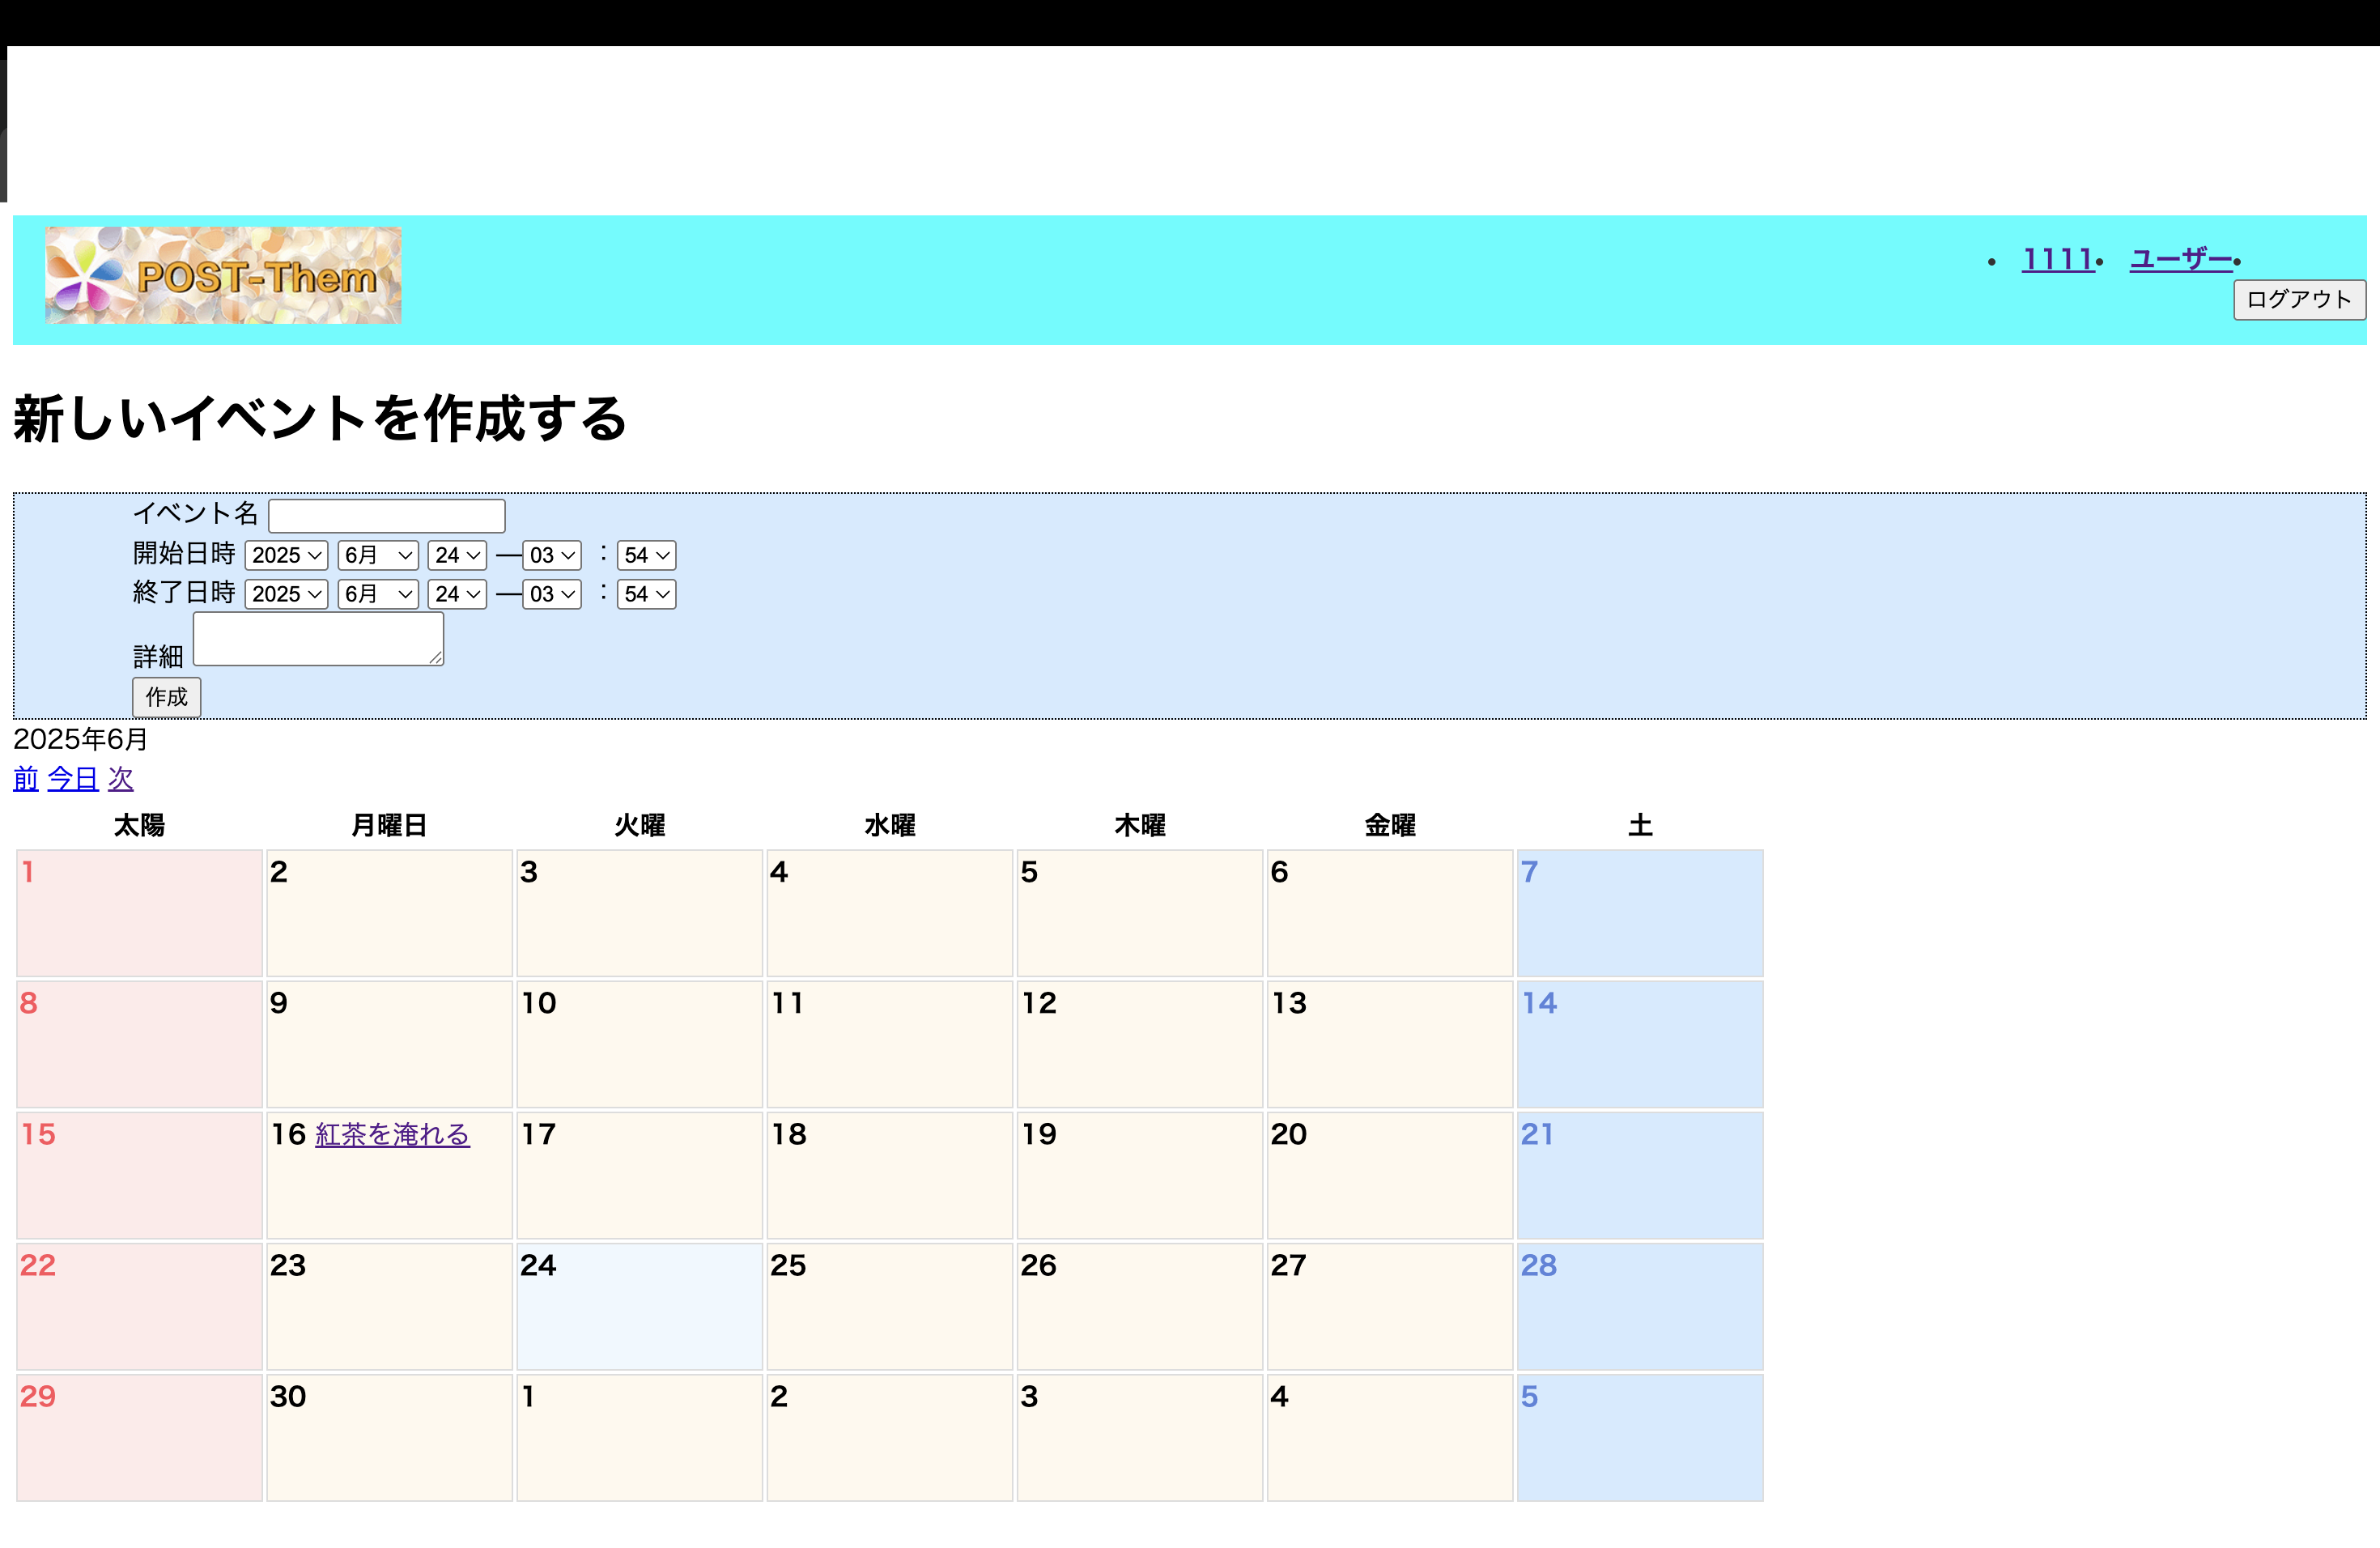 POST-Them
1111 ユーザー
ログアウト
新しいイベントを作成する
イベント名
開始日時 2025 6月 24 —03 : 54
終了日時 2025 6月 24 —03 : 54
詳細
作成
2025年6月
前 今日 次
太陽 月曜日 火曜 水曜 木曜 金曜 土
1 2 3 4 5 6 7
8 9 10 11 12 13 14
15 16 紅茶を淹れる 17 18 19 20 21
22 23 24 25 26 27 28
29 30 1 2 3 4 5